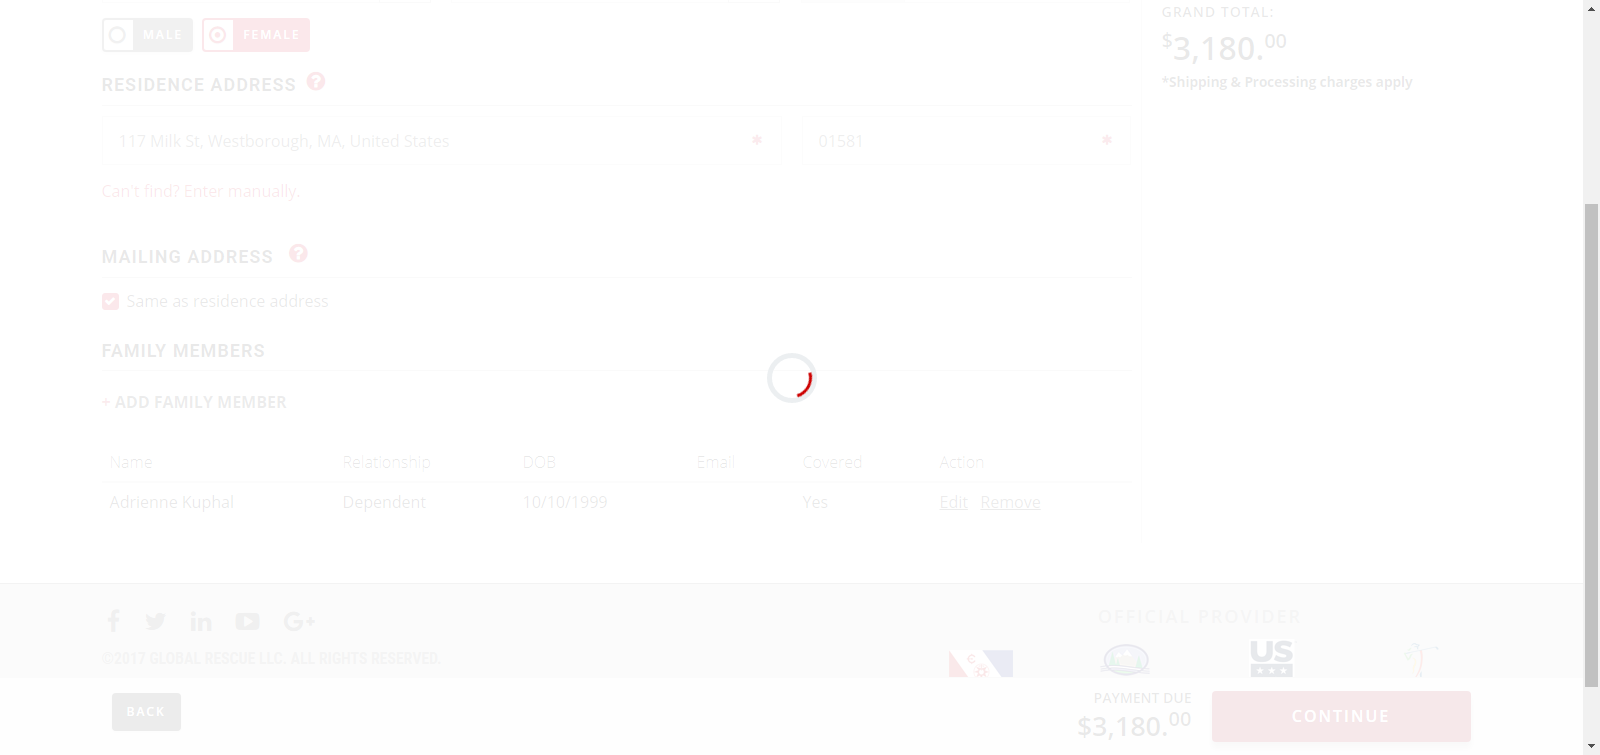 MALE
FEMALE
RESIDENCE ADDRESS ?
117 Milk St, Westborough, MA, United States *
01581 *
Can't find? Enter manually.
MAILING ADDRESS ?
Same as residence address
FAMILY MEMBERS
+ ADD FAMILY MEMBER
Name Relationship DOB Email Covered Action
Adrienne Kuphal Dependent 10/10/1999 Yes Edit Remove
GRAND TOTAL:
$3,180.00
*Shipping & Processing charges apply
©2017 GLOBAL RESCUE LLC. ALL RIGHTS RESERVED.
OFFICIAL PROVIDER
US
BACK
PAYMENT DUE
$3,180.00
CONTINUE